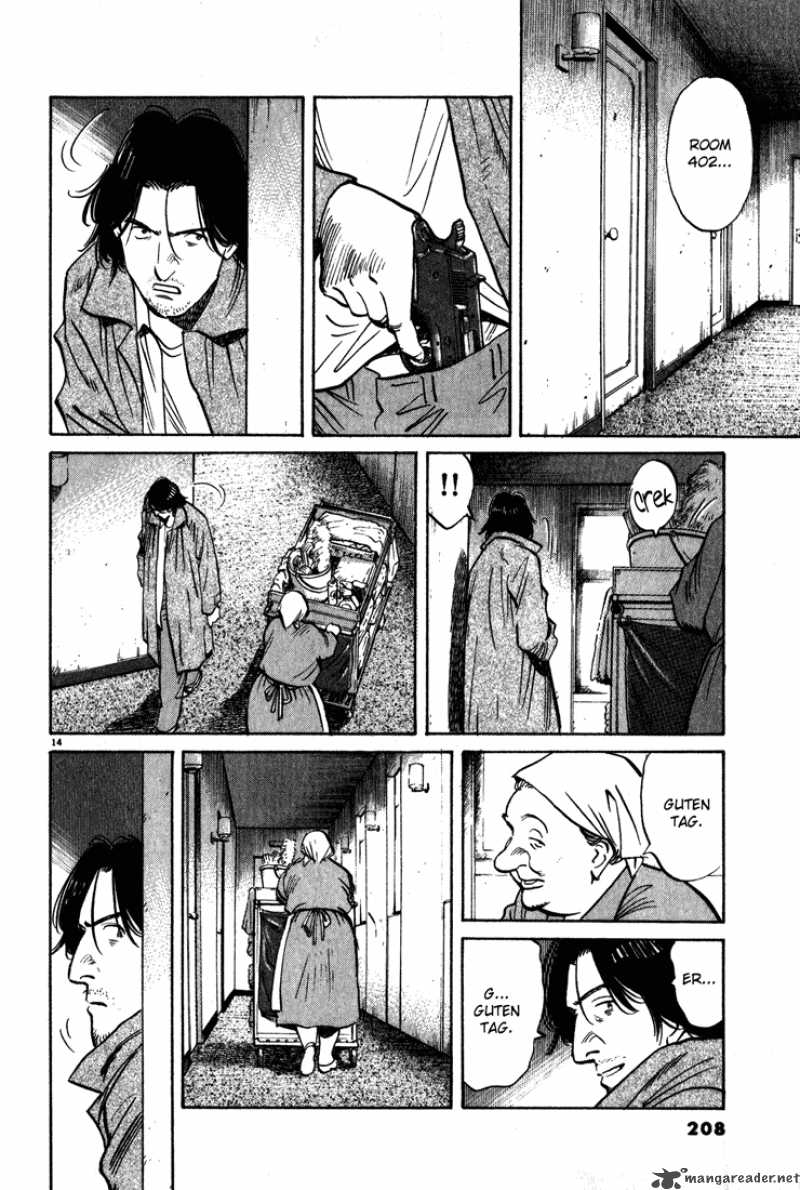 ROOM
402...
!!
crek
GUTEN
TAG.
ER...
G...
GUTEN
TAG.
14
208
mangareader.net